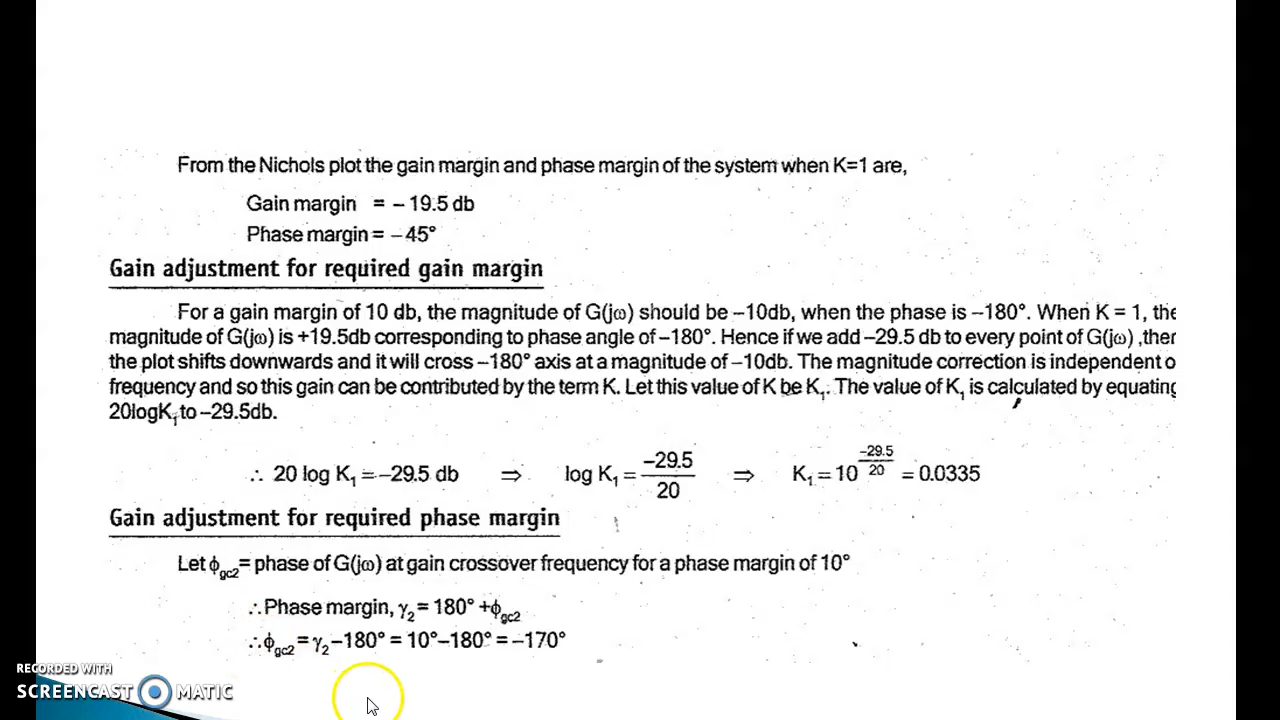 From the Nichols plot the gain margin and phase margin of the system when K=1 are,
Gain margin = – 19.5 db
Phase margin = – 45°
Gain adjustment for required gain margin
For a gain margin of 10 db, the magnitude of G(jω) should be –10db, when the phase is –180°. When K = 1, the
magnitude of G(jω) is +19.5db corresponding to phase angle of –180°. Hence if we add –29.5 db to every point of G(jω) ,then
the plot shifts downwards and it will cross –180° axis at a magnitude of –10db. The magnitude correction is independent o
frequency and so this gain can be contributed by the term K. Let this value of K be K₁. The value of K₁ is calculated by equating
20logK₁ to –29.5db.
∴ 20 log K₁ = –29.5 db ⇒ log K₁ = –29.5/20 ⇒ K₁ = 10^(–29.5/20) = 0.0335
Gain adjustment for required phase margin
Let ϕgc2 = phase of G(jω) at gain crossover frequency for a phase margin of 10°
∴ Phase margin, γ₂ = 180° + ϕgc2
∴ ϕgc2 = γ₂ – 180° = 10° – 180° = –170°
RECORDED WITH
SCREENCAST MATIC